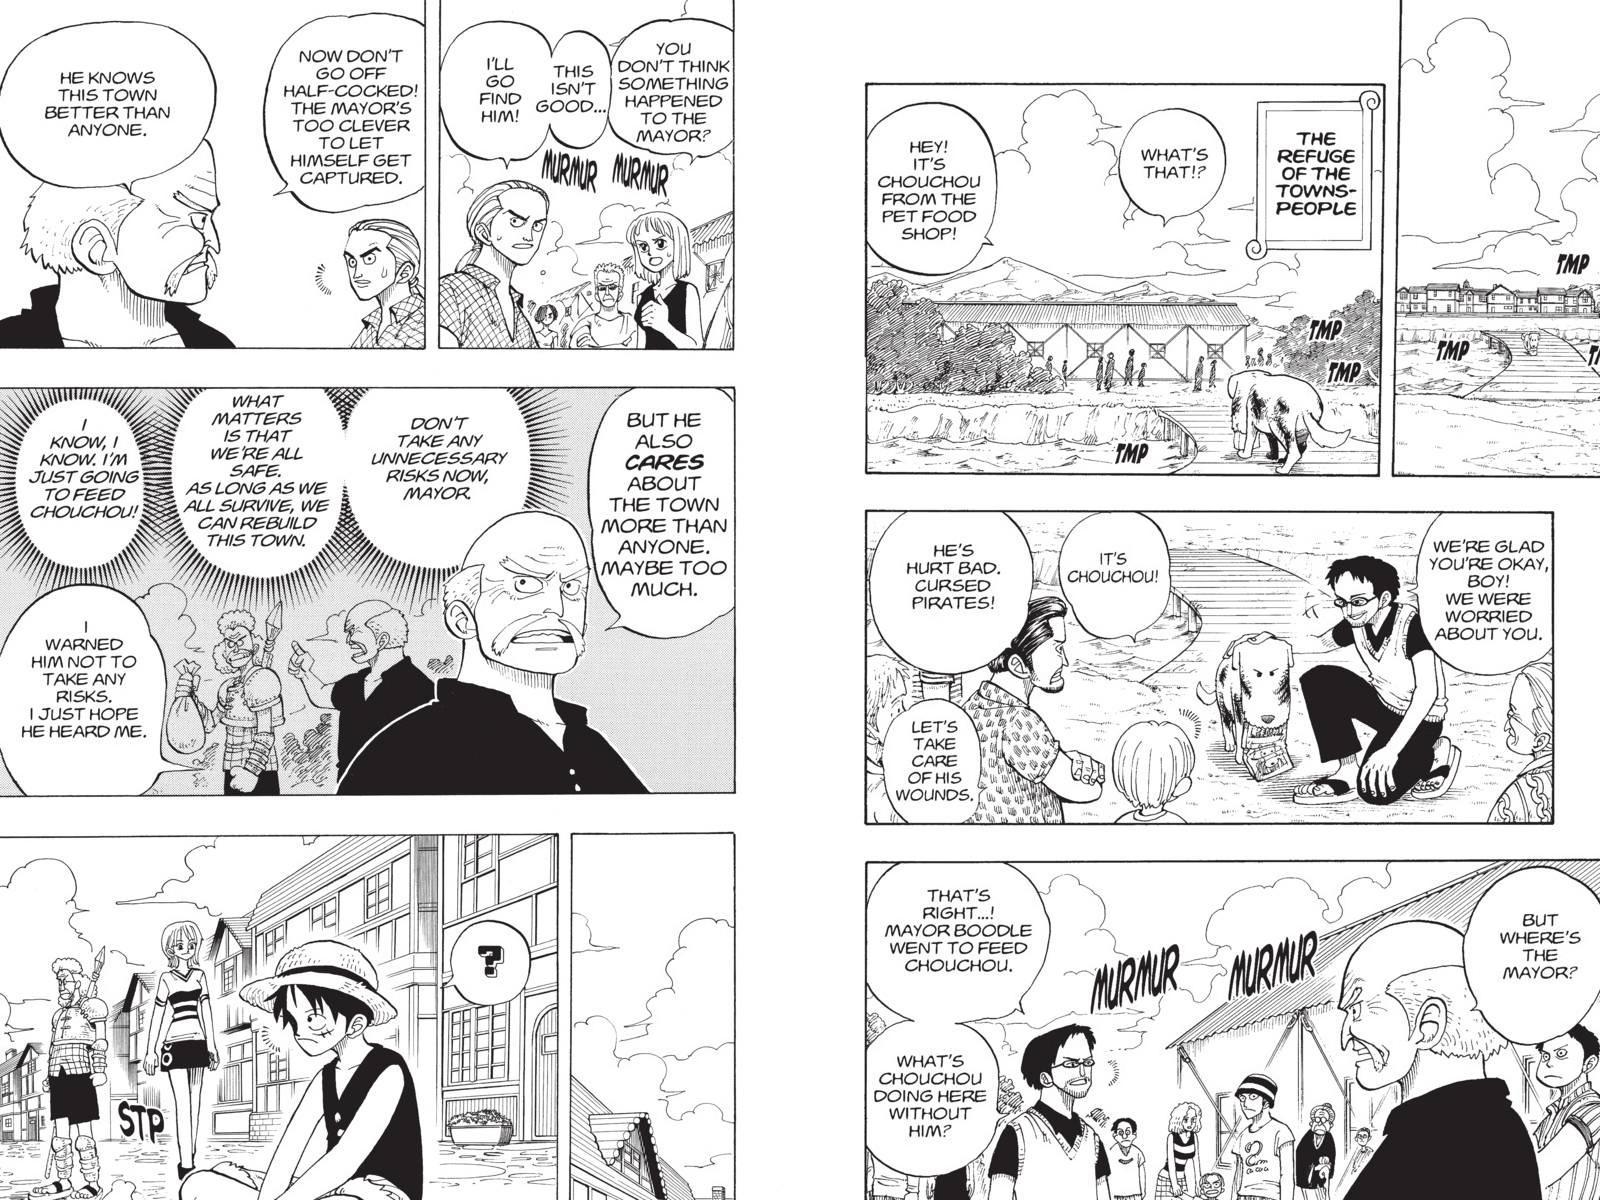 TMP
TMP
THE
REFUGE
OF THE
TOWNS-
PEOPLE
WHAT'S
THAT!?
HEY!
IT'S
CHOUCHOU
FROM THE
PET FOOD
SHOP!
TMP
TMP
TMP
WE'RE GLAD
YOU'RE OKAY,
BOY!
WE WERE
WORRIED
ABOUT YOU.
IT'S
CHOUCHOU!
HE'S
HURT BAD.
CURSED
PIRATES!
LET'S
TAKE
CARE
OF HIS
WOUNDS.
BUT
WHERE'S
THE
MAYOR?
MURMUR
MURMUR
THAT'S
RIGHT...!
MAYOR BOODLE
WENT TO FEED
CHOUCHOU.
WHAT'S
CHOUCHOU
DOING HERE
WITHOUT
HIM?
YOU
DON'T THINK
SOMETHING
HAPPENED
TO THE
MAYOR?
THIS
ISN'T
GOOD...
I'LL
GO
FIND
HIM!
MURMUR
MURMUR
NOW DON'T
GO OFF
HALF-COCKED!
THE MAYOR'S
TOO CLEVER
TO LET
HIMSELF GET
CAPTURED.
HE KNOWS
THIS TOWN
BETTER THAN
ANYONE.
BUT HE
ALSO
CARES
ABOUT
THE TOWN
MORE THAN
ANYONE.
MAYBE TOO
MUCH.
DON'T
TAKE ANY
UNNECESSARY
RISKS NOW,
MAYOR.
WHAT
MATTERS
IS THAT
WE'RE ALL
SAFE.
AS LONG AS WE
ALL SURVIVE, WE
CAN REBUILD
THIS TOWN.
I
KNOW, I
KNOW. I'M
JUST GOING
TO FEED
CHOUCHOU!
I
WARNED
HIM NOT TO
TAKE ANY
RISKS.
I JUST HOPE
HE HEARD ME.
?
STP